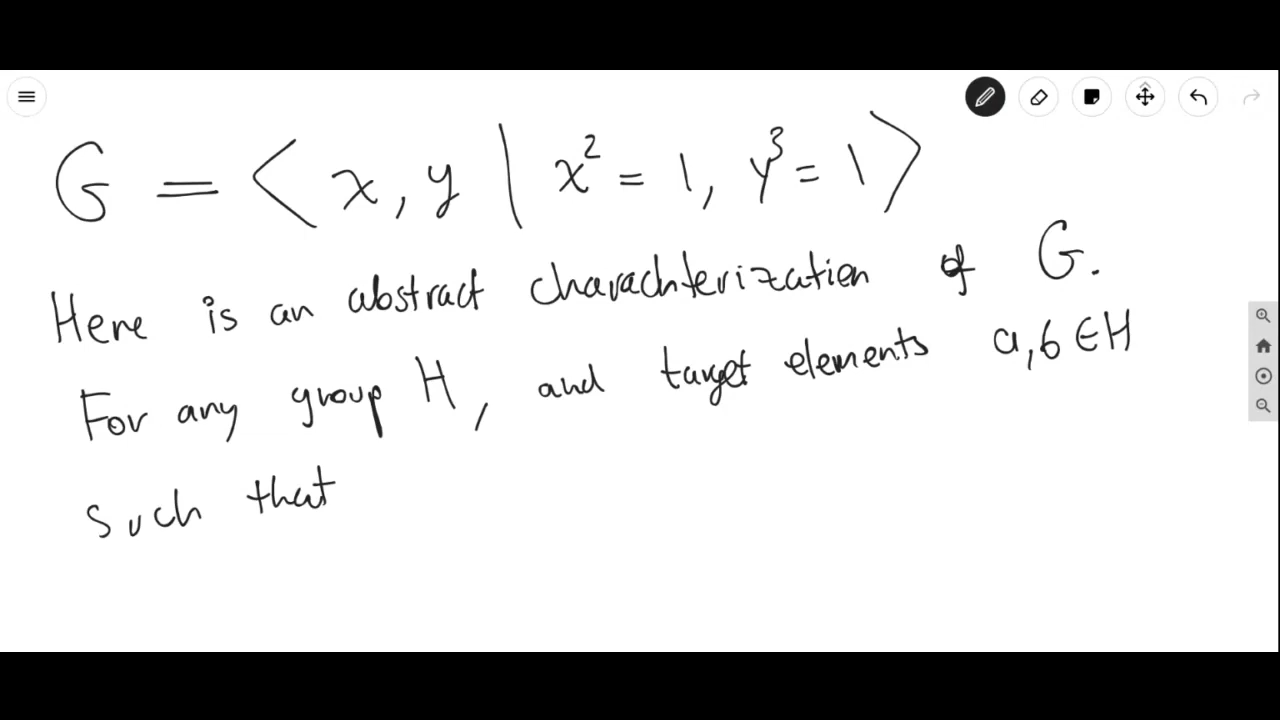 G = ⟨ x, y | x² = 1, y³ = 1 ⟩
Here is an abstract charachterization of G.
For any group H, and target elements a, b ∈ H
such that